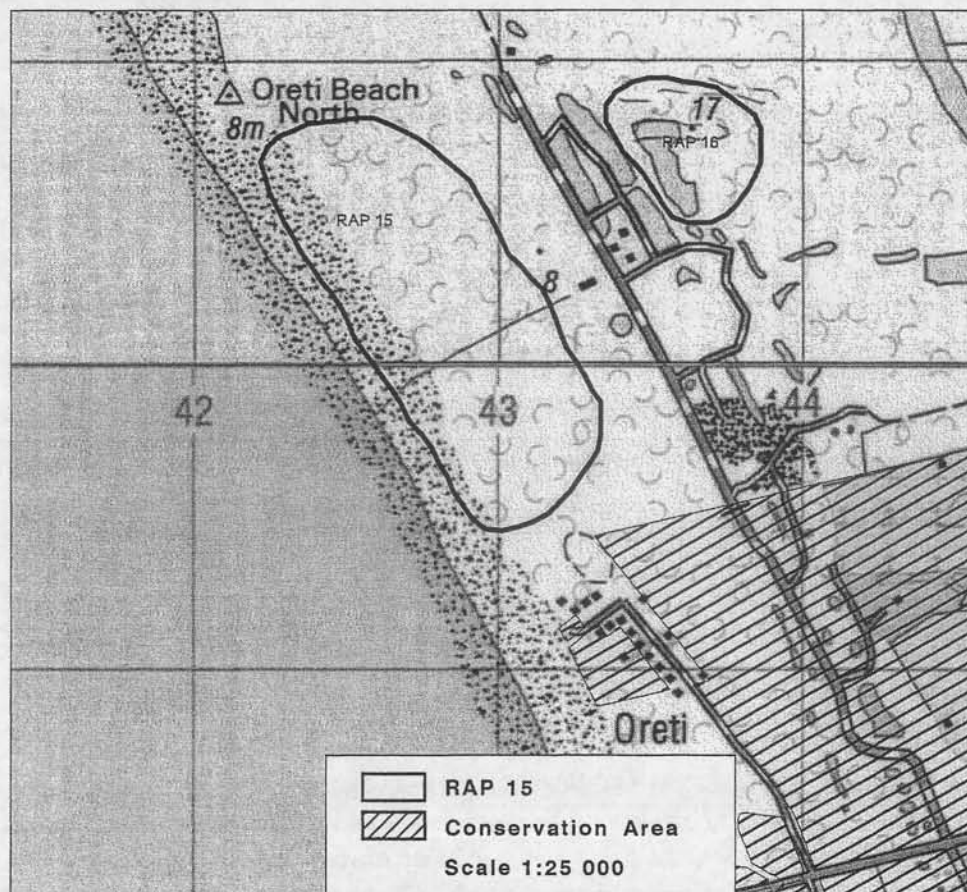 Oreti Beach
North
8m
17
RAP 16
RAP 15
8
42
43
44
Oreti
RAP 15
Conservation Area
Scale 1:25 000